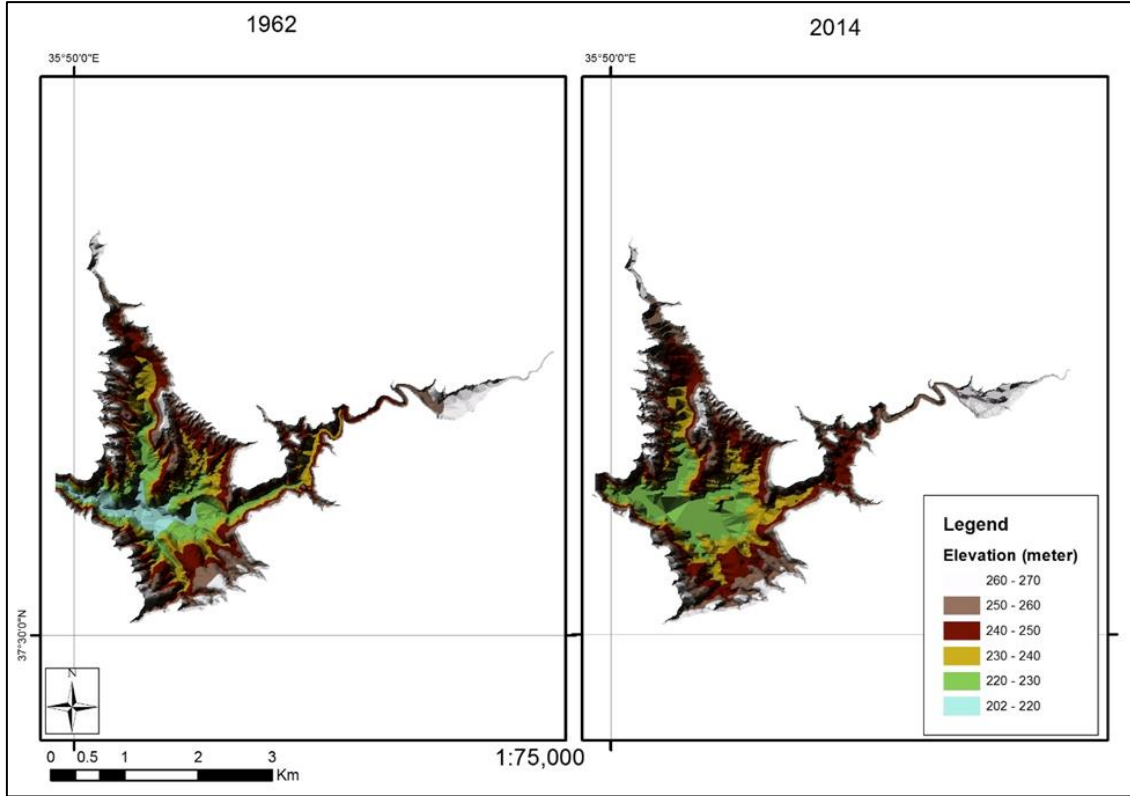 1962
2014
35°50'0"E
35°50'0"E
37°30'0"N
N
0 0.5 1 2 3
Km
1:75,000
Legend
Elevation (meter)
260 - 270
250 - 260
240 - 250
230 - 240
220 - 230
202 - 220